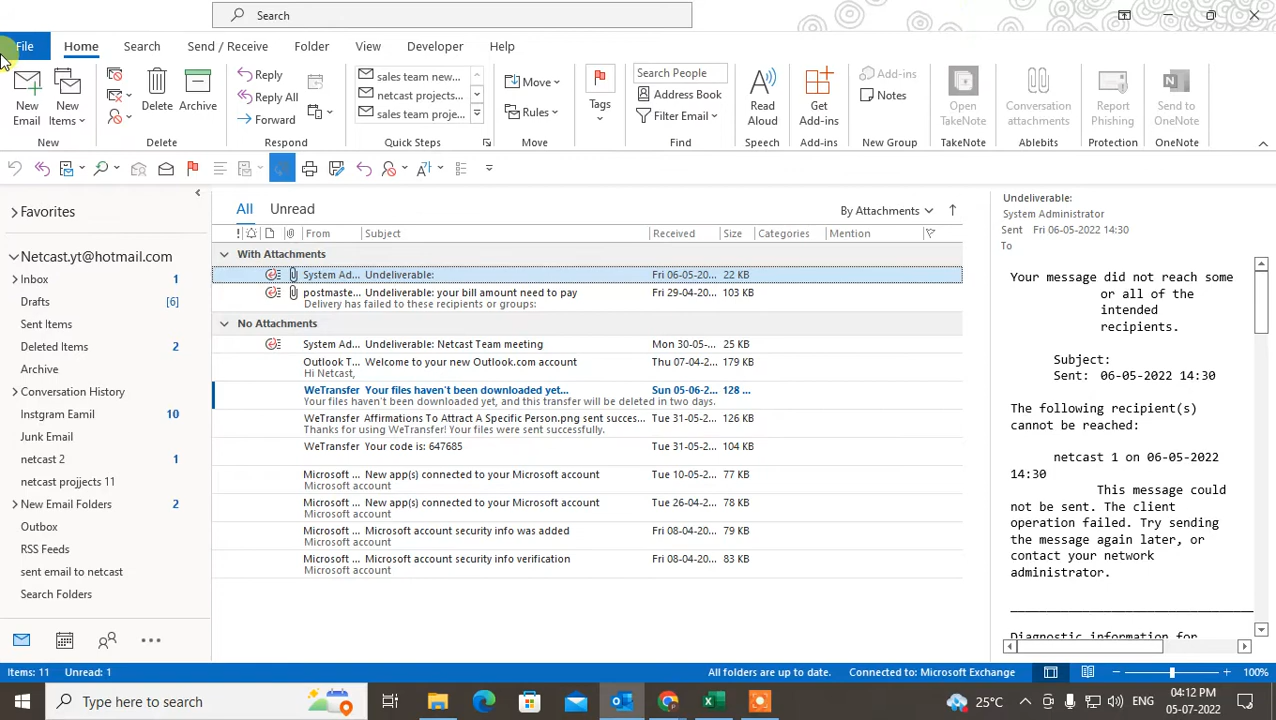 Search
File Home Search Send / Receive Folder View Developer Help
New Email
New Items
Delete
Archive
Reply
Reply All
Forward
sales team new...
netcast projects...
sales team proje...
Move
Rules
Tags
Search People
Address Book
Filter Email
Read Aloud
Get Add-ins
Add-ins
Notes
Open TakeNote
Conversation attachments
Report Phishing
Send to OneNote
New Delete Respond Quick Steps Move Find Speech Add-ins New Group TakeNote Ablebits Protection OneNote
Favorites
Netcast.yt@hotmail.com
Inbox 1
Drafts [6]
Sent Items
Deleted Items 2
Archive
Conversation History
Instgram Eamil 10
Junk Email
netcast 2 1
netcast projjects 11
New Email Folders 2
Outbox
RSS Feeds
sent email to netcast
Search Folders
All Unread By Attachments
! From Subject Received Size Categories Mention
With Attachments
System Ad... Undeliverable: Fri 06-05-20... 22 KB
postmaste... Undeliverable: your bill amount need to pay Fri 29-04-20... 103 KB
Delivery has failed to these recipients or groups:
No Attachments
System Ad... Undeliverable: Netcast Team meeting Mon 30-05-... 25 KB
Outlook T... Welcome to your new Outlook.com account Thu 07-04-2... 179 KB
Hi Netcast,
WeTransfer Your files haven't been downloaded yet... Sun 05-06-2... 128 ...
Your files haven't been downloaded yet, and this transfer will be deleted in two days.
WeTransfer Affirmations To Attract A Specific Person.png sent succes... Tue 31-05-2... 126 KB
Thanks for using WeTransfer! Your files were sent successfully.
WeTransfer Your code is: 647685 Tue 31-05-2... 104 KB
Microsoft ... New app(s) connected to your Microsoft account Tue 10-05-2... 77 KB
Microsoft account
Microsoft ... New app(s) connected to your Microsoft account Tue 26-04-2... 78 KB
Microsoft account
Microsoft ... Microsoft account security info was added Fri 08-04-2... 79 KB
Microsoft account
Microsoft ... Microsoft account security info verification Fri 08-04-2... 83 KB
Microsoft account
Undeliverable:
System Administrator
Sent Fri 06-05-2022 14:30
To
Your message did not reach some
or all of the
intended
recipients.
Subject:
Sent: 06-05-2022 14:30
The following recipient(s)
cannot be reached:
netcast 1 on 06-05-2022
14:30
This message could
not be sent. The client
operation failed. Try sending
the message again later, or
contact your network
administrator.
Diagnostic information for
Items: 11 Unread: 1 All folders are up to date. Connected to: Microsoft Exchange 100%
Type here to search 25°C ENG 04:12 PM
05-07-2022